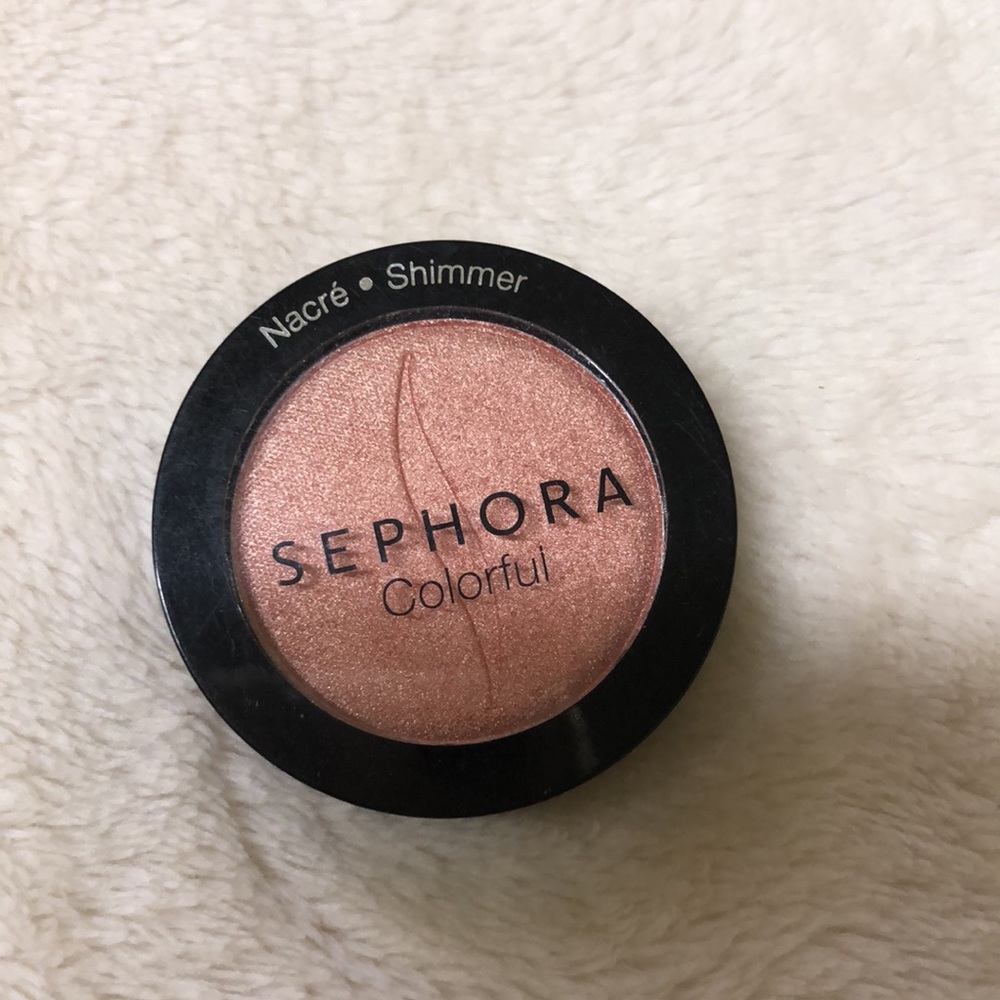 Nacré • Shimmer
SEPHORA
Colorful